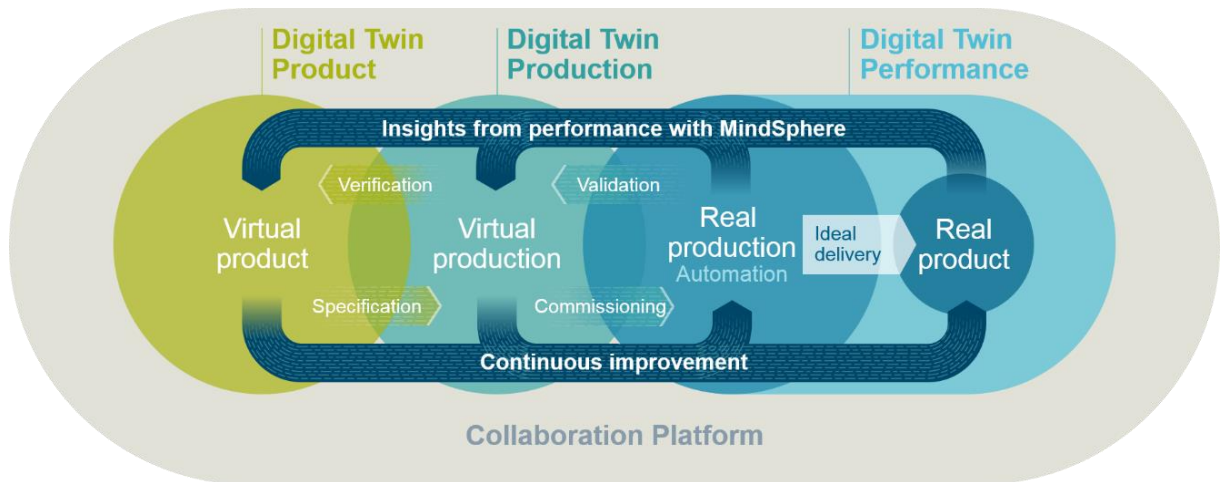 Digital Twin
Product
Digital Twin
Production
Digital Twin
Performance
Insights from performance with MindSphere
Verification
Validation
Virtual
product
Virtual
production
Real
production
Automation
Ideal
delivery
Real
product
Specification
Commissioning
Continuous improvement
Collaboration Platform